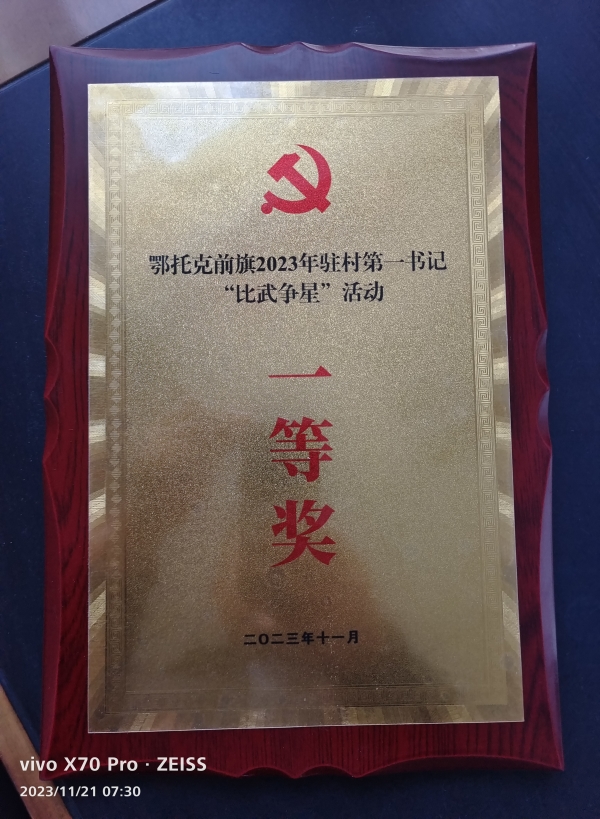 鄂托克前旗2023年驻村第一书记
“比武争星”活动
一
等
奖
二〇二三年十一月
vivo X70 Pro · ZEISS
2023/11/21 07:30